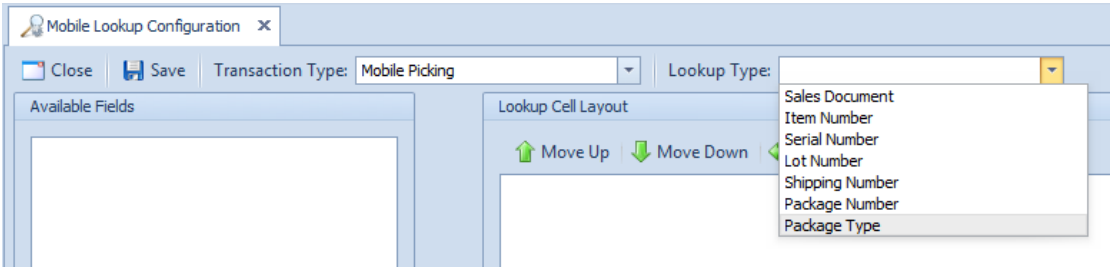 Mobile Lookup Configuration x
Close Save Transaction Type: Mobile Picking Lookup Type:
Available Fields Lookup Cell Layout
Move Up Move Down
Sales Document
Item Number
Serial Number
Lot Number
Shipping Number
Package Number
Package Type